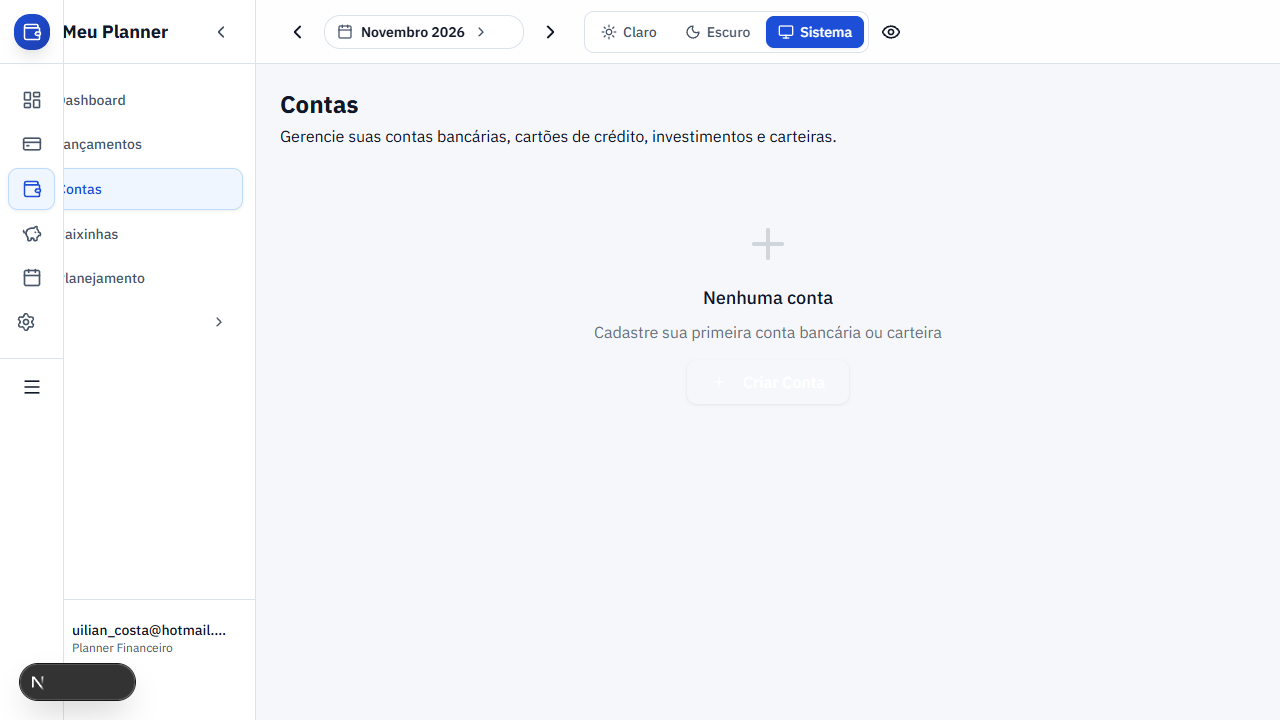 Meu Planner
Novembro 2026
Claro
Escuro
Sistema
Dashboard
ançamentos
Contas
aixinhas
lanejamento
Contas
Gerencie suas contas bancárias, cartões de crédito, investimentos e carteiras.
Nenhuma conta
Cadastre sua primeira conta bancária ou carteira
Criar Conta
uilian_costa@hotmail....
Planner Financeiro
N